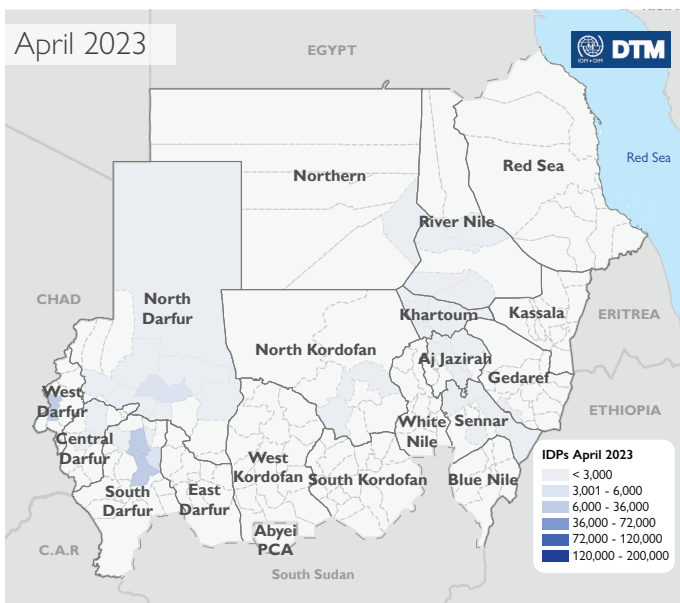 April 2023
EGYPT
IOM • OIM
DTM
Red Sea
Northern
Red Sea
River Nile
CHAD
North
Darfur
Khartoum
Kassala
ERITREA
North Kordofan
Aj Jazirah
Gedaref
West
Darfur
ETHIOPIA
Central
Darfur
White
Nile
Sennar
West
Kordofan
South Kordofan
Blue Nile
South
Darfur
East
Darfur
Abyei
PCA
C.A.R
South Sudan
IDPs April 2023
< 3,000
3,001 - 6,000
6,000 - 36,000
36,000 - 72,000
72,000 - 120,000
120,000 - 200,000